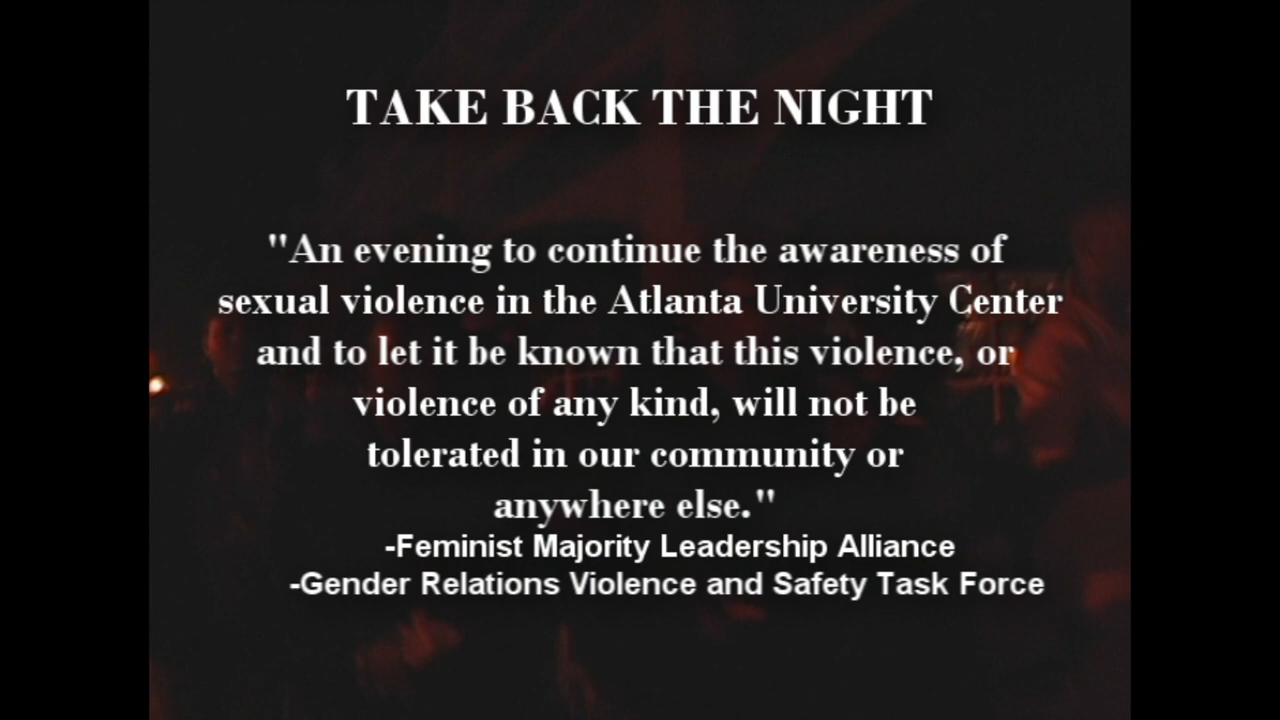 TAKE BACK THE NIGHT
"An evening to continue the awareness of
sexual violence in the Atlanta University Center
and to let it be known that this violence, or
violence of any kind, will not be
tolerated in our community or
anywhere else."
-Feminist Majority Leadership Alliance
-Gender Relations Violence and Safety Task Force